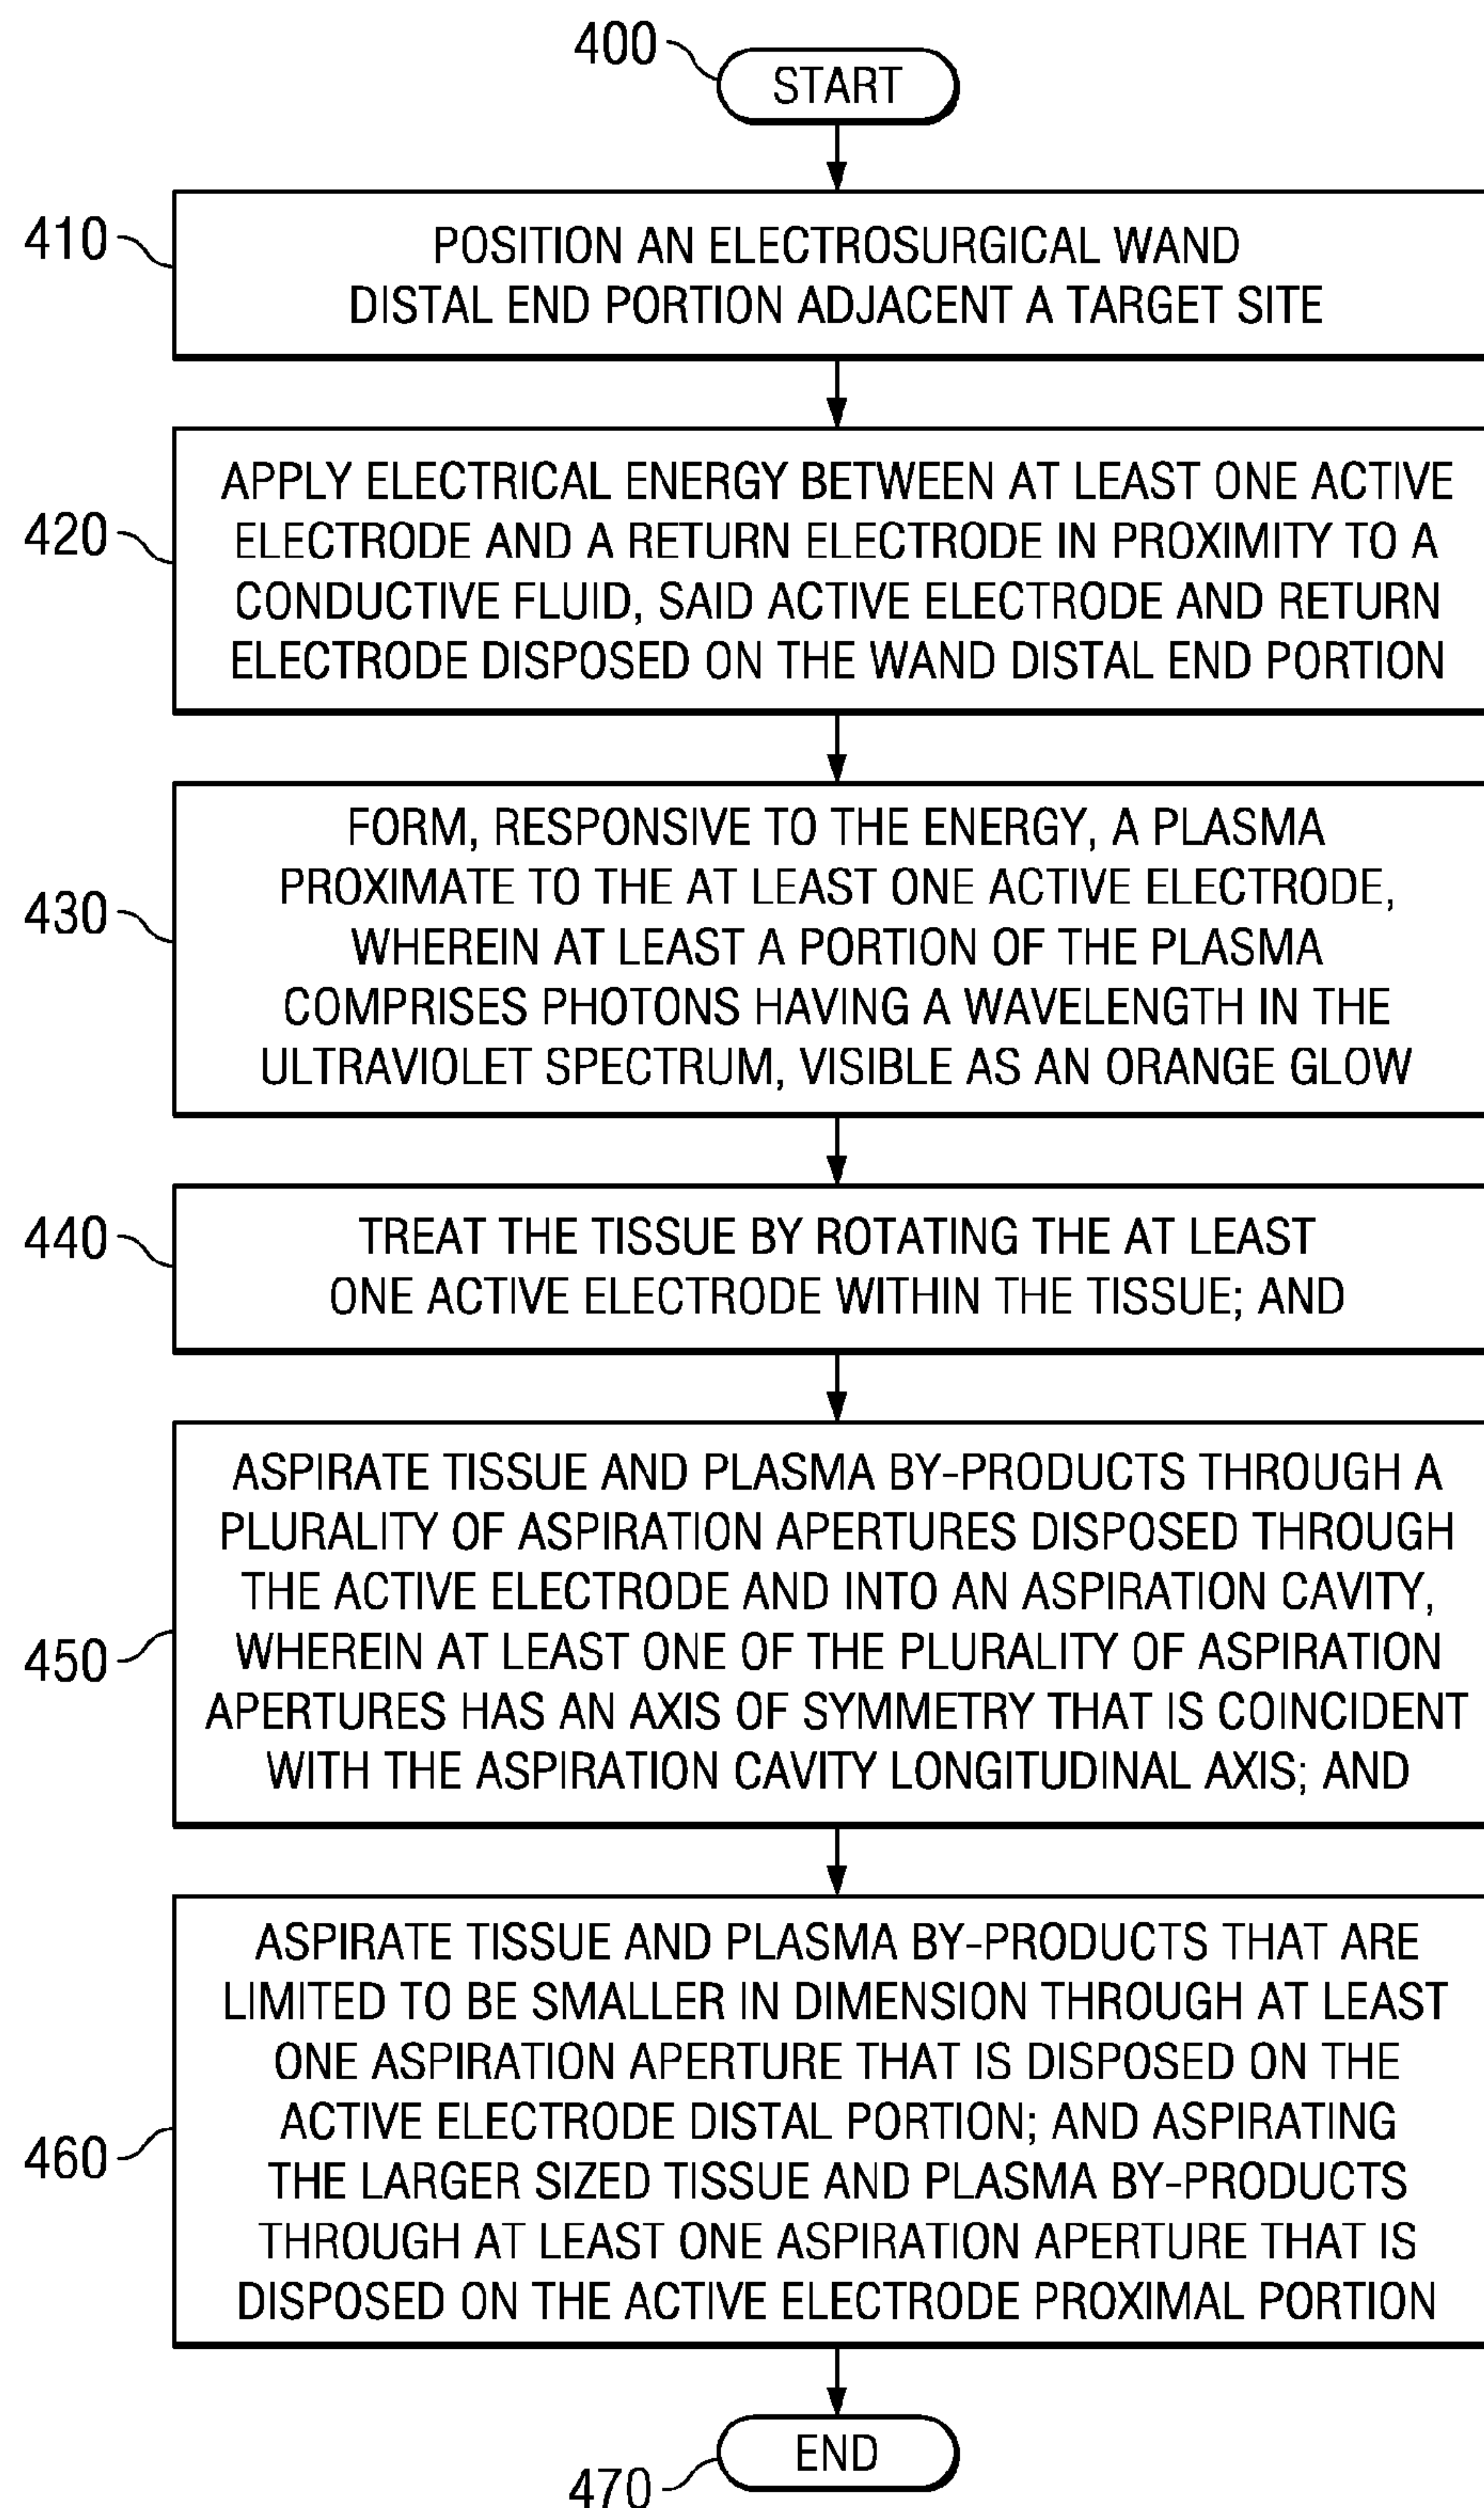 400
START
410
POSITION AN ELECTROSURGICAL WAND
DISTAL END PORTION ADJACENT A TARGET SITE
420
APPLY ELECTRICAL ENERGY BETWEEN AT LEAST ONE ACTIVE
ELECTRODE AND A RETURN ELECTRODE IN PROXIMITY TO A
CONDUCTIVE FLUID, SAID ACTIVE ELECTRODE AND RETURN
ELECTRODE DISPOSED ON THE WAND DISTAL END PORTION
430
FORM, RESPONSIVE TO THE ENERGY, A PLASMA
PROXIMATE TO THE AT LEAST ONE ACTIVE ELECTRODE,
WHEREIN AT LEAST A PORTION OF THE PLASMA
COMPRISES PHOTONS HAVING A WAVELENGTH IN THE
ULTRAVIOLET SPECTRUM, VISIBLE AS AN ORANGE GLOW
440
TREAT THE TISSUE BY ROTATING THE AT LEAST
ONE ACTIVE ELECTRODE WITHIN THE TISSUE; AND
450
ASPIRATE TISSUE AND PLASMA BY-PRODUCTS THROUGH A
PLURALITY OF ASPIRATION APERTURES DISPOSED THROUGH
THE ACTIVE ELECTRODE AND INTO AN ASPIRATION CAVITY,
WHEREIN AT LEAST ONE OF THE PLURALITY OF ASPIRATION
APERTURES HAS AN AXIS OF SYMMETRY THAT IS COINCIDENT
WITH THE ASPIRATION CAVITY LONGITUDINAL AXIS; AND
460
ASPIRATE TISSUE AND PLASMA BY-PRODUCTS THAT ARE
LIMITED TO BE SMALLER IN DIMENSION THROUGH AT LEAST
ONE ASPIRATION APERTURE THAT IS DISPOSED ON THE
ACTIVE ELECTRODE DISTAL PORTION; AND ASPIRATING
THE LARGER SIZED TISSUE AND PLASMA BY-PRODUCTS
THROUGH AT LEAST ONE ASPIRATION APERTURE THAT IS
DISPOSED ON THE ACTIVE ELECTRODE PROXIMAL PORTION
END
470